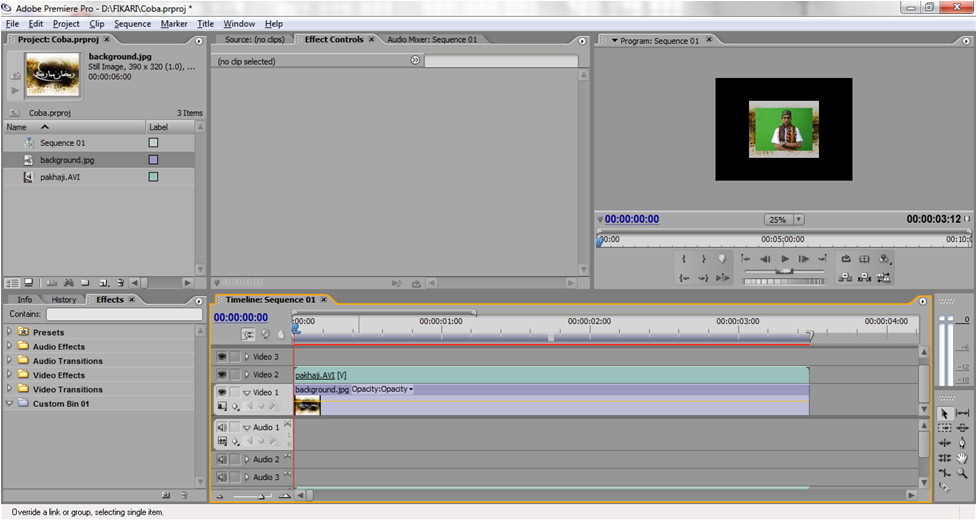 Adobe Premiere Pro - D:\FIKARI\Coba.prproj *
File Edit Project Clip Sequence Marker Title Window Help
Project: Coba.prproj
background.jpg
Still Image, 390 x 320 (1.0), ...
00:00:06:00
Coba.prproj 3 Items
Name Label
Sequence 01
background.jpg
pakhaji.AVI
Source: (no clips) Effect Controls Audio Mixer: Sequence 01
(no clip selected)
00:00:00:00
Program: Sequence 01
00:00:00:00 25% 00:00:03:12
00:00 00:05:00:00 00:10:
Info History Effects
Contains:
Presets
Audio Effects
Audio Transitions
Video Effects
Video Transitions
Custom Bin 01
Timeline: Sequence 01
00:00:00:00
:00:00 00:00:01:00 00:00:02:00 00:00:03:00 00:00:04:00
Video 3
Video 2 pakhaji.AVI [V]
Video 1 background.jpg Opacity:Opacity
Audio 1
L
R
Audio 2
Audio 3
0
-6
-12
-18
Override a link or group, selecting single item.